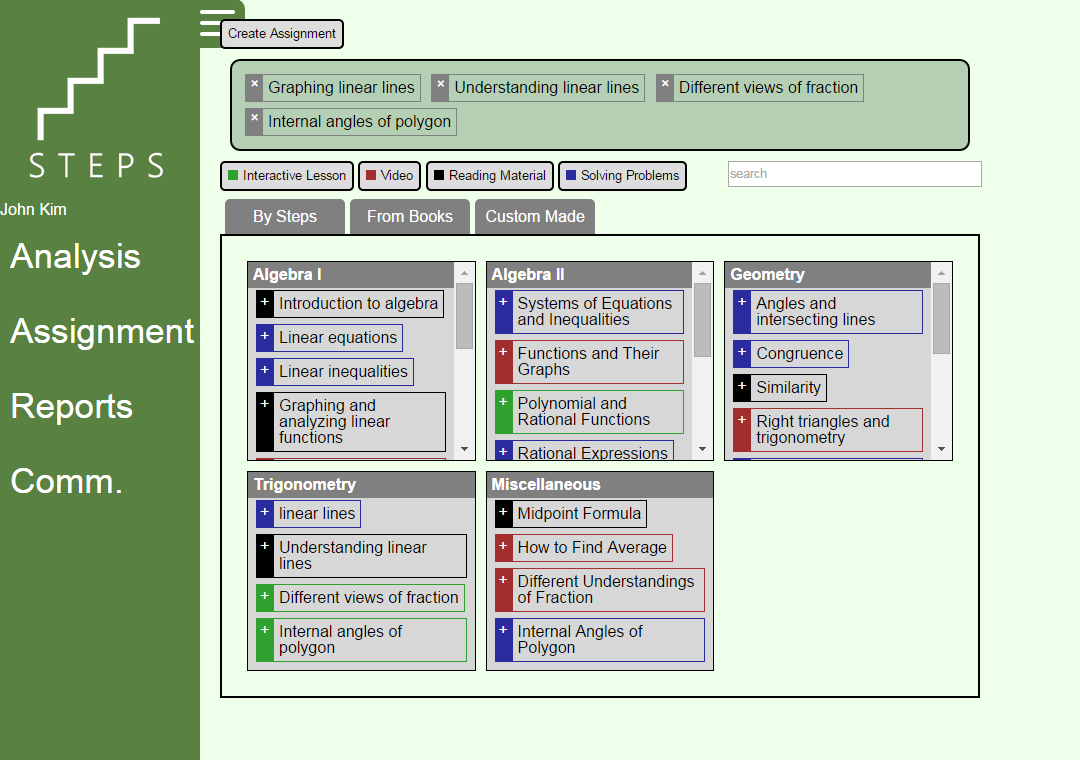 STEPS
John Kim
Analysis
Assignment
Reports
Comm.
Create Assignment
× Graphing linear lines × Understanding linear lines × Different views of fraction
× Internal angles of polygon
Interactive Lesson Video Reading Material Solving Problems search
By Steps From Books Custom Made
Algebra I
+ Introduction to algebra
+ Linear equations
+ Linear inequalities
+ Graphing and
analyzing linear
functions
Algebra II
+ Systems of Equations
and Inequalities
+ Functions and Their
Graphs
+ Polynomial and
Rational Functions
+ Rational Expressions
Geometry
+ Angles and
intersecting lines
+ Congruence
+ Similarity
+ Right triangles and
trigonometry
Trigonometry
+ linear lines
+ Understanding linear
lines
+ Different views of fraction
+ Internal angles of
polygon
Miscellaneous
+ Midpoint Formula
+ How to Find Average
+ Different Understandings
of Fraction
+ Internal Angles of
Polygon